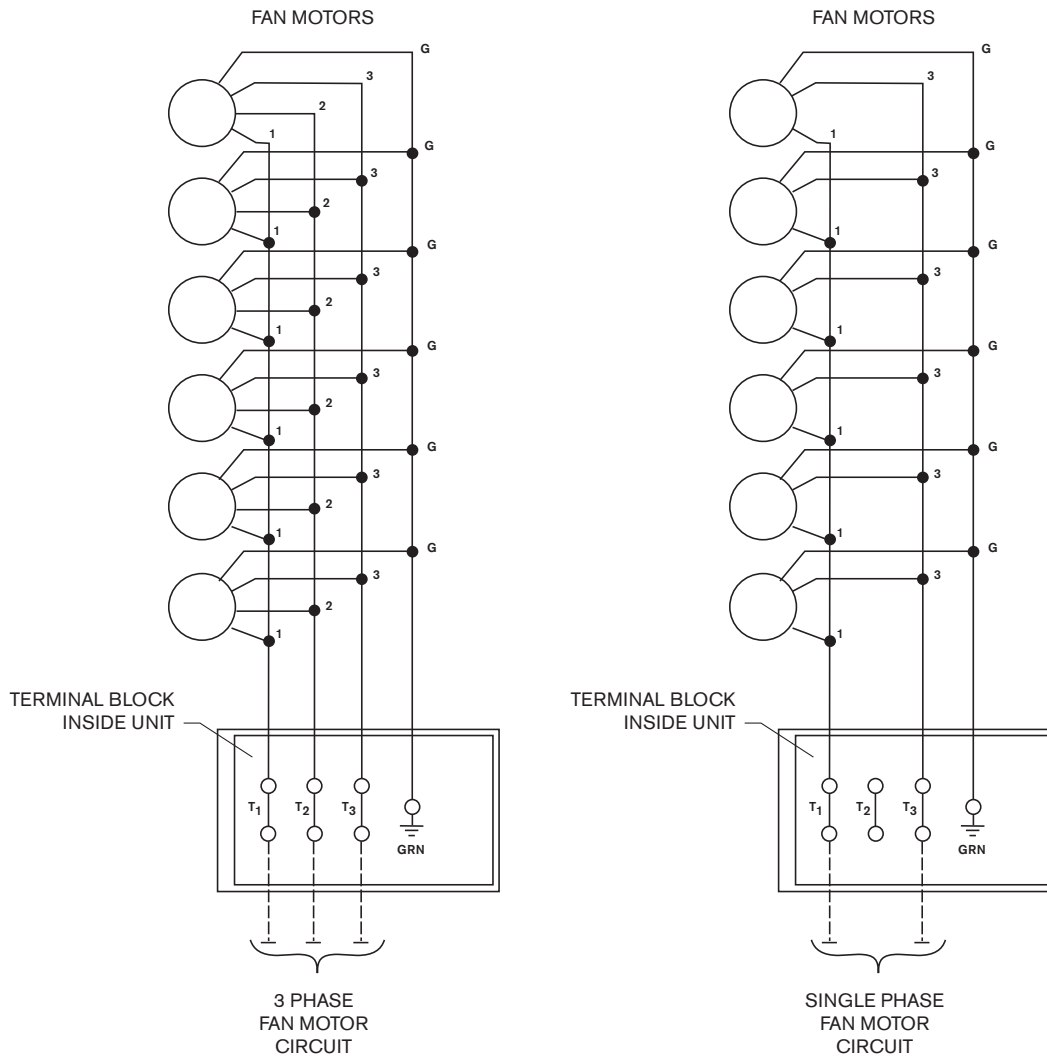 FAN MOTORS
G
3
2
1
G
3
2
1
G
3
2
1
G
3
2
1
G
3
2
1
G
3
2
1
TERMINAL BLOCK
INSIDE UNIT
T1 T2 T3
GRN
3 PHASE
FAN MOTOR
CIRCUIT
FAN MOTORS
G
3
1
G
3
1
G
3
1
G
3
1
G
3
1
G
3
1
TERMINAL BLOCK
INSIDE UNIT
T1 T2 T3
GRN
SINGLE PHASE
FAN MOTOR
CIRCUIT